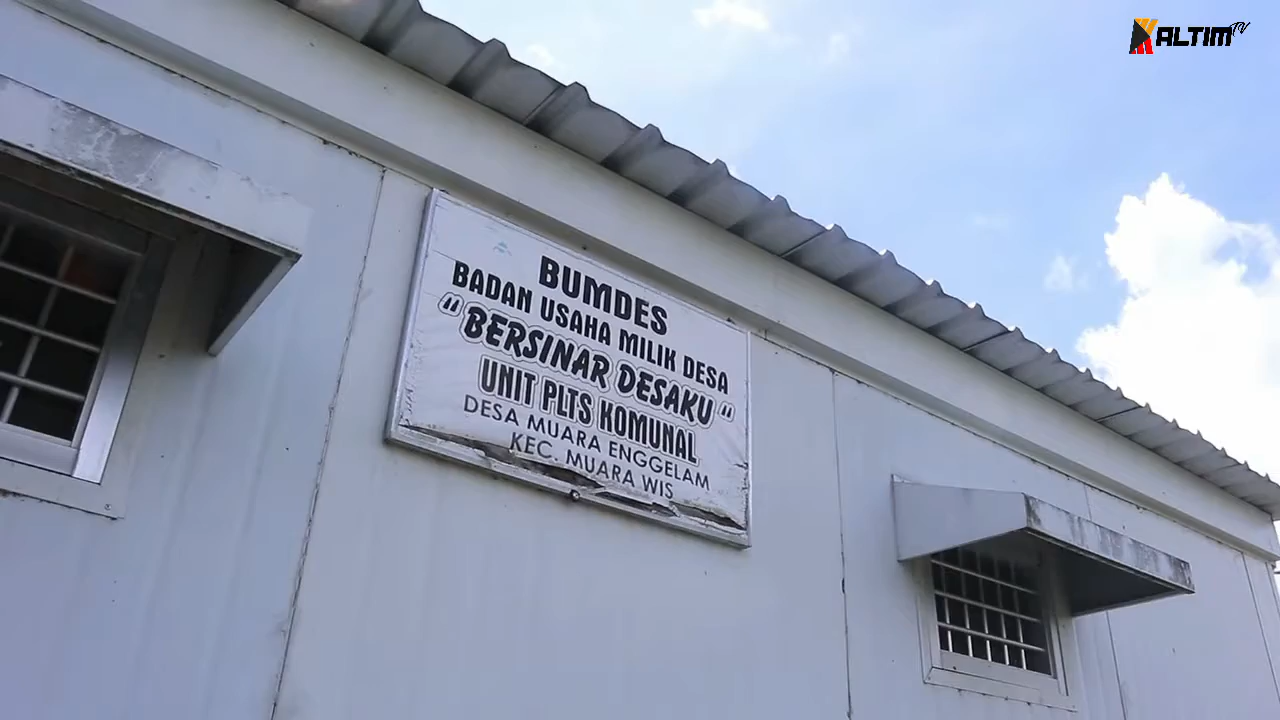 BUMDES
BADAN USAHA MILIK DESA
"BERSINAR DESAKU"
UNIT PLTS KOMUNAL
DESA MUARA ENGGELAM
KEC. MUARA WIS
KALTIM TV